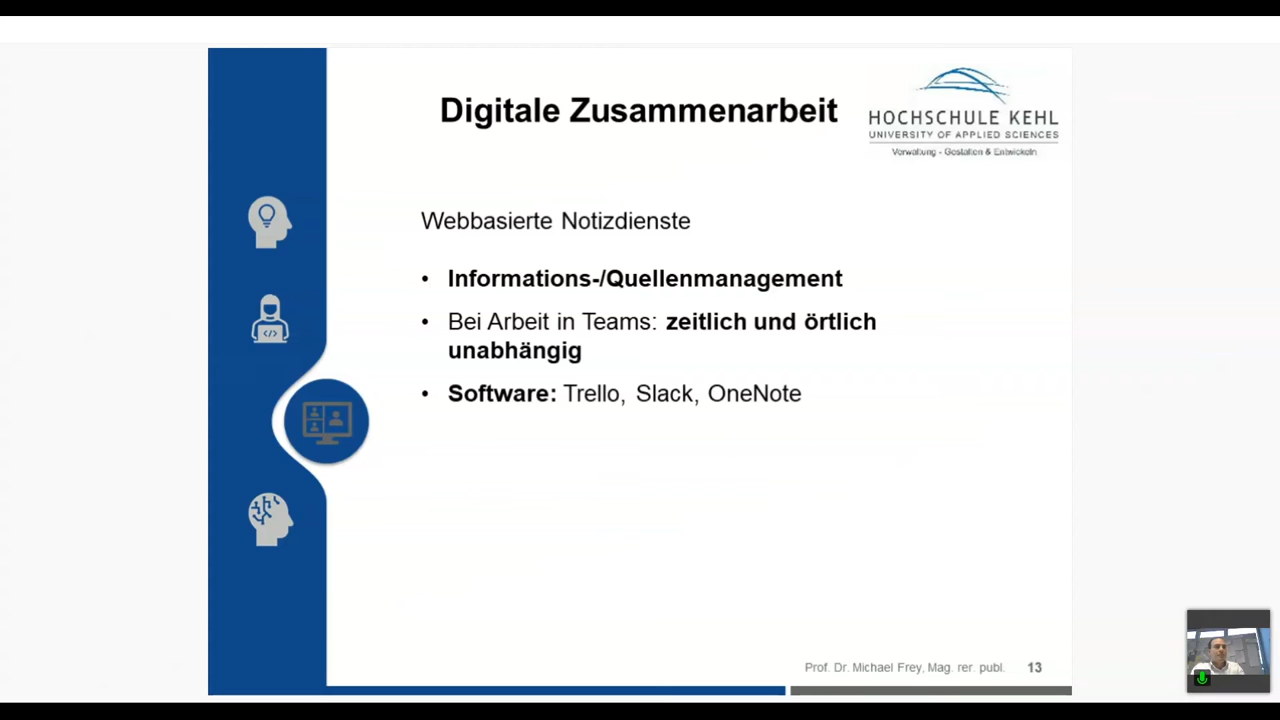 Digitale Zusammenarbeit
HOCHSCHULE KEHL
UNIVERSITY OF APPLIED SCIENCES
Verwaltung - Gestalten & Entwickeln
Webbasierte Notizdienste
• Informations-/Quellenmanagement
• Bei Arbeit in Teams: zeitlich und örtlich
unabhängig
• Software: Trello, Slack, OneNote
</>
Prof. Dr. Michael Frey, Mag. rer. publ. 13